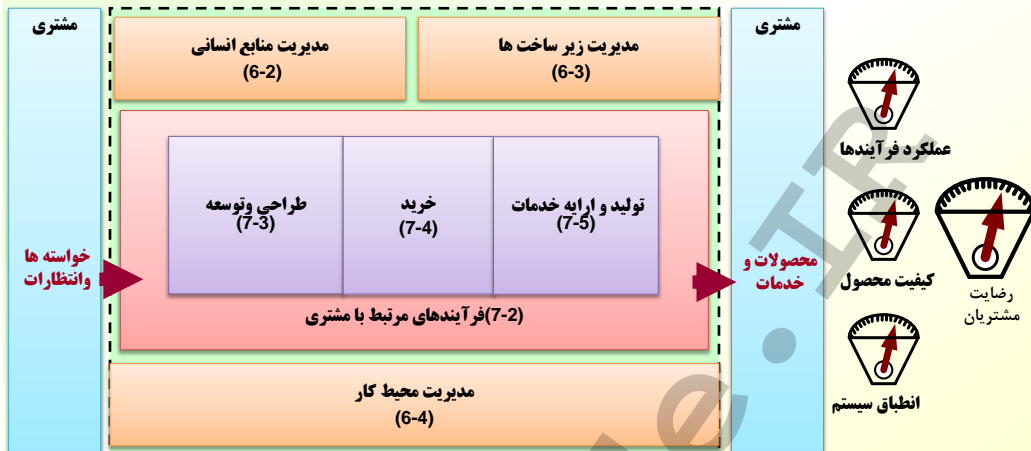 مشتری
مدیریت زیر ساخت ها
(6-3)
مدیریت منابع انسانی
(6-2)
مشتری
عملکرد فرآیندها
تولید و ارایه خدمات
(7-5)
خرید
(7-4)
طراحی وتوسعه
(7-3)
محصولات و
خدمات
خواسته ها
وانتظارات
کیفیت محصول
رضایت
مشتریان
فرآیندهای مرتبط با مشتری(7-2)
مدیریت محیط کار
(6-4)
انطباق سیستم